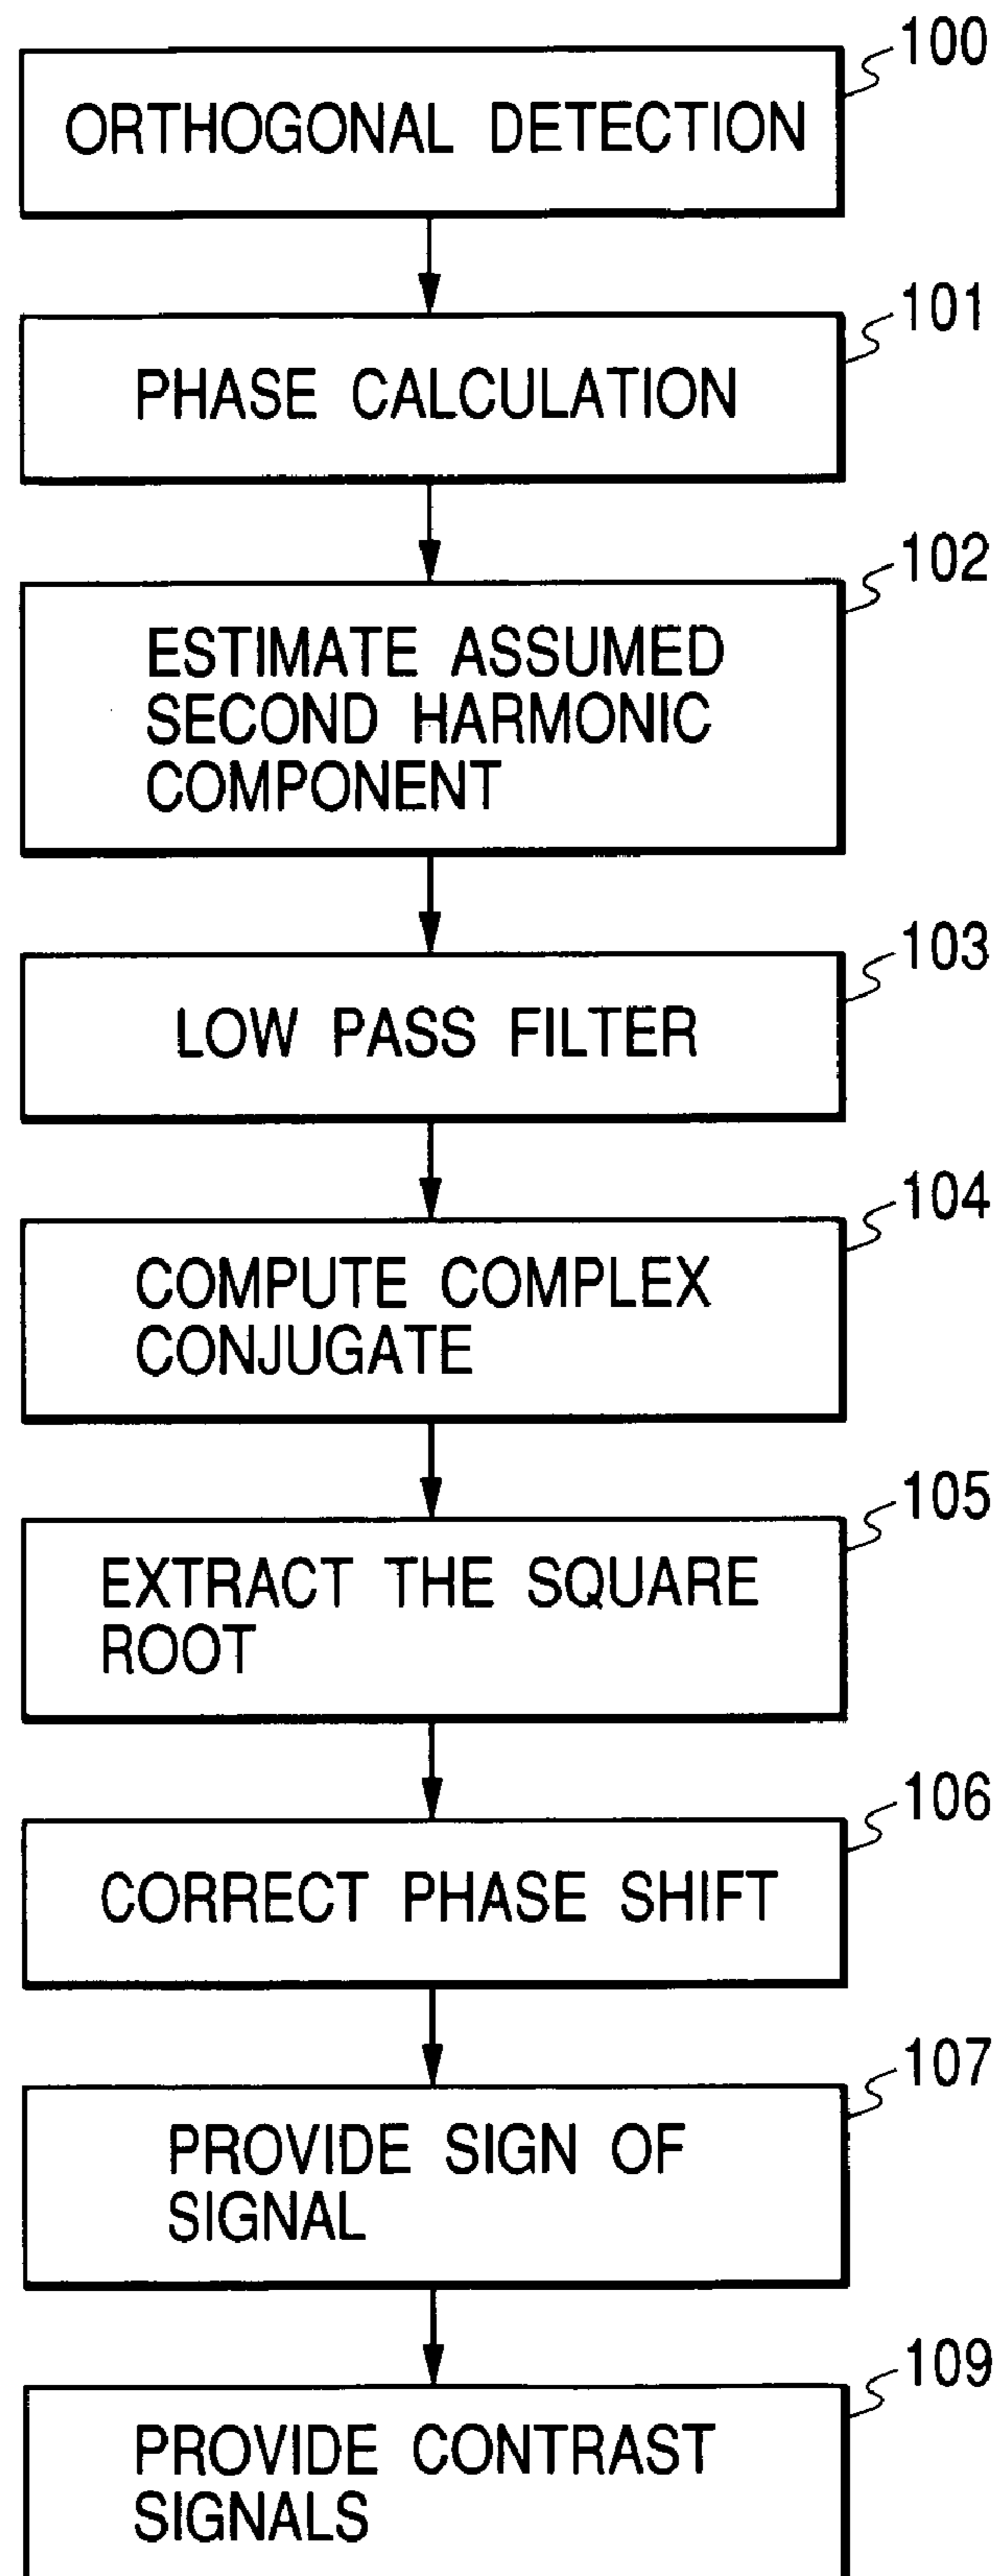 100
ORTHOGONAL DETECTION
101
PHASE CALCULATION
102
ESTIMATE ASSUMED
SECOND HARMONIC
COMPONENT
103
LOW PASS FILTER
104
COMPUTE COMPLEX
CONJUGATE
105
EXTRACT THE SQUARE
ROOT
106
CORRECT PHASE SHIFT
107
PROVIDE SIGN OF
SIGNAL
109
PROVIDE CONTRAST
SIGNALS